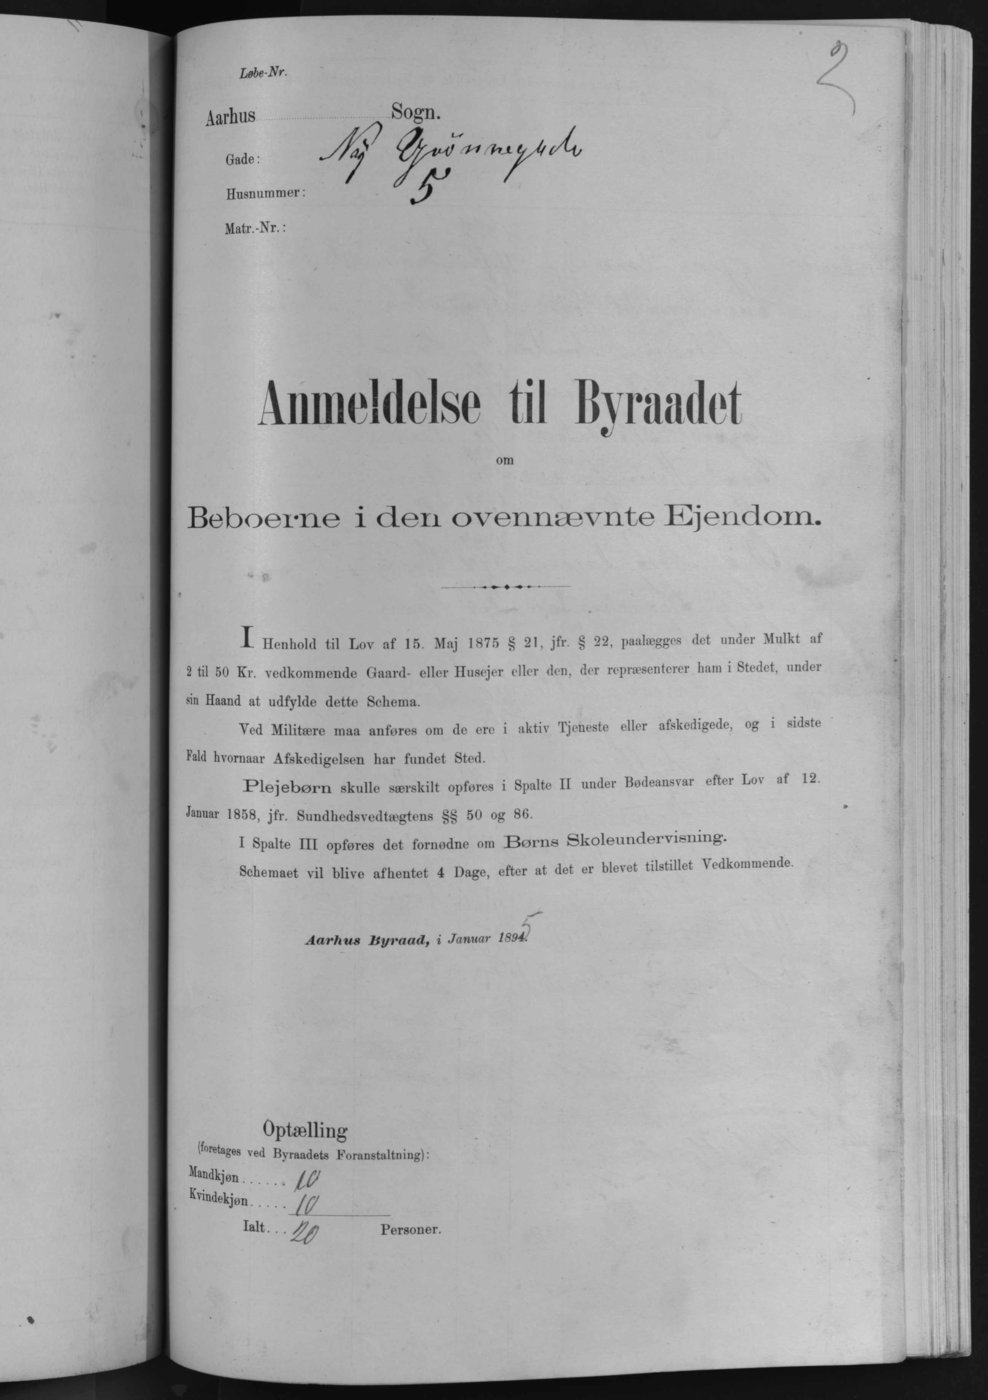 2
Løbe-Nr.
Aarhus Sogn.
Gade: Ny Grønnegade
Husnummer: 5
Matr.-Nr.:
Anmeldelse til Byraadet
om
Beboerne i den ovennævnte Ejendom.
I Henhold til Lov af 15. Maj 1875 § 21, jfr. § 22, paalægges det under Mulkt af
2 til 50 Kr. vedkommende Gaard- eller Husejer eller den, der repræsenterer ham i Stedet, under
sin Haand at udfylde dette Schema.
Ved Militære maa anføres om de ere i aktiv Tjeneste eller afskedigede, og i sidste
Fald hvornaar Afskedigelsen har fundet Sted.
Plejebørn skulle særskilt opføres i Spalte II under Bødeansvar efter Lov af 12.
Januar 1858, jfr. Sundhedsvedtægtens §§ 50 og 86.
I Spalte III opføres det fornødne om Børns Skoleundervisning.
Schemaet vil blive afhentet 4 Dage, efter at det er blevet tilstillet Vedkommende.
Aarhus Byraad, i Januar 1894. 5
Optælling
(foretages ved Byraadets Foranstaltning):
Mandkjøn...... 10
Kvindekjøn..... 10
Ialt... 20 Personer.